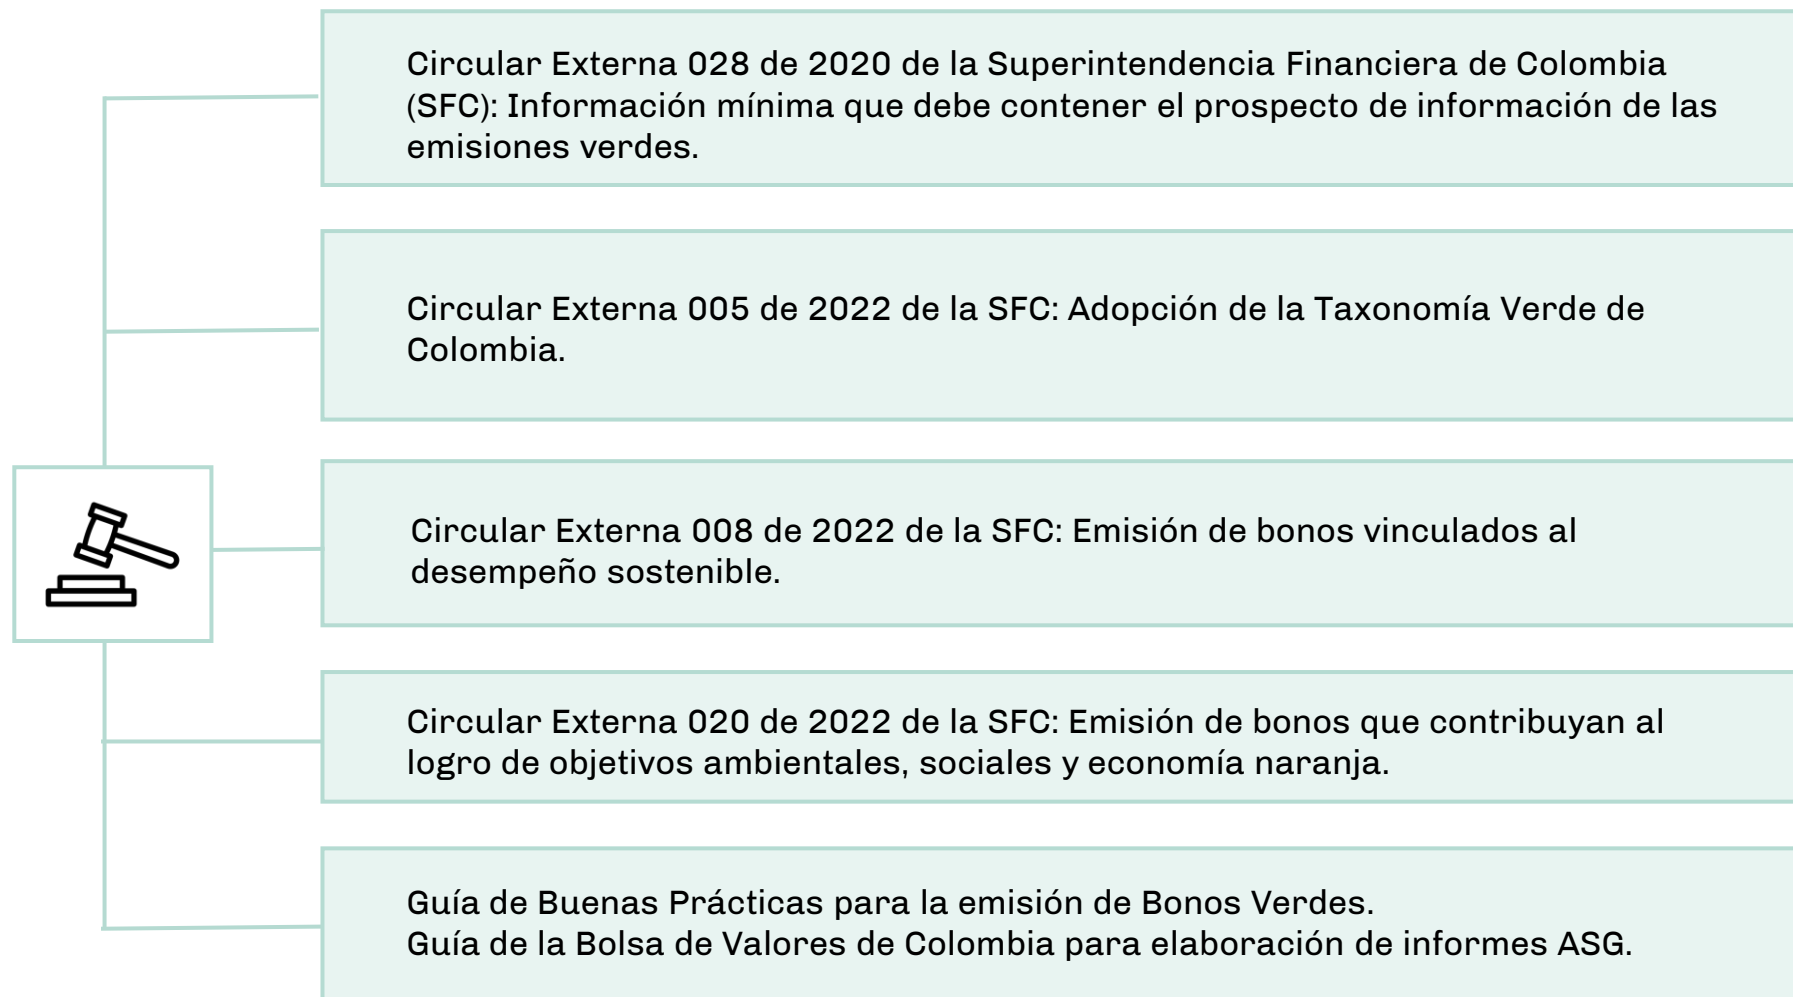 Circular Externa 028 de 2020 de la Superintendencia Financiera de Colombia
(SFC): Información mínima que debe contener el prospecto de información de las
emisiones verdes.
Circular Externa 005 de 2022 de la SFC: Adopción de la Taxonomía Verde de
Colombia.
Circular Externa 008 de 2022 de la SFC: Emisión de bonos vinculados al
desempeño sostenible.
Circular Externa 020 de 2022 de la SFC: Emisión de bonos que contribuyan al
logro de objetivos ambientales, sociales y economía naranja.
Guía de Buenas Prácticas para la emisión de Bonos Verdes.
Guía de la Bolsa de Valores de Colombia para elaboración de informes ASG.